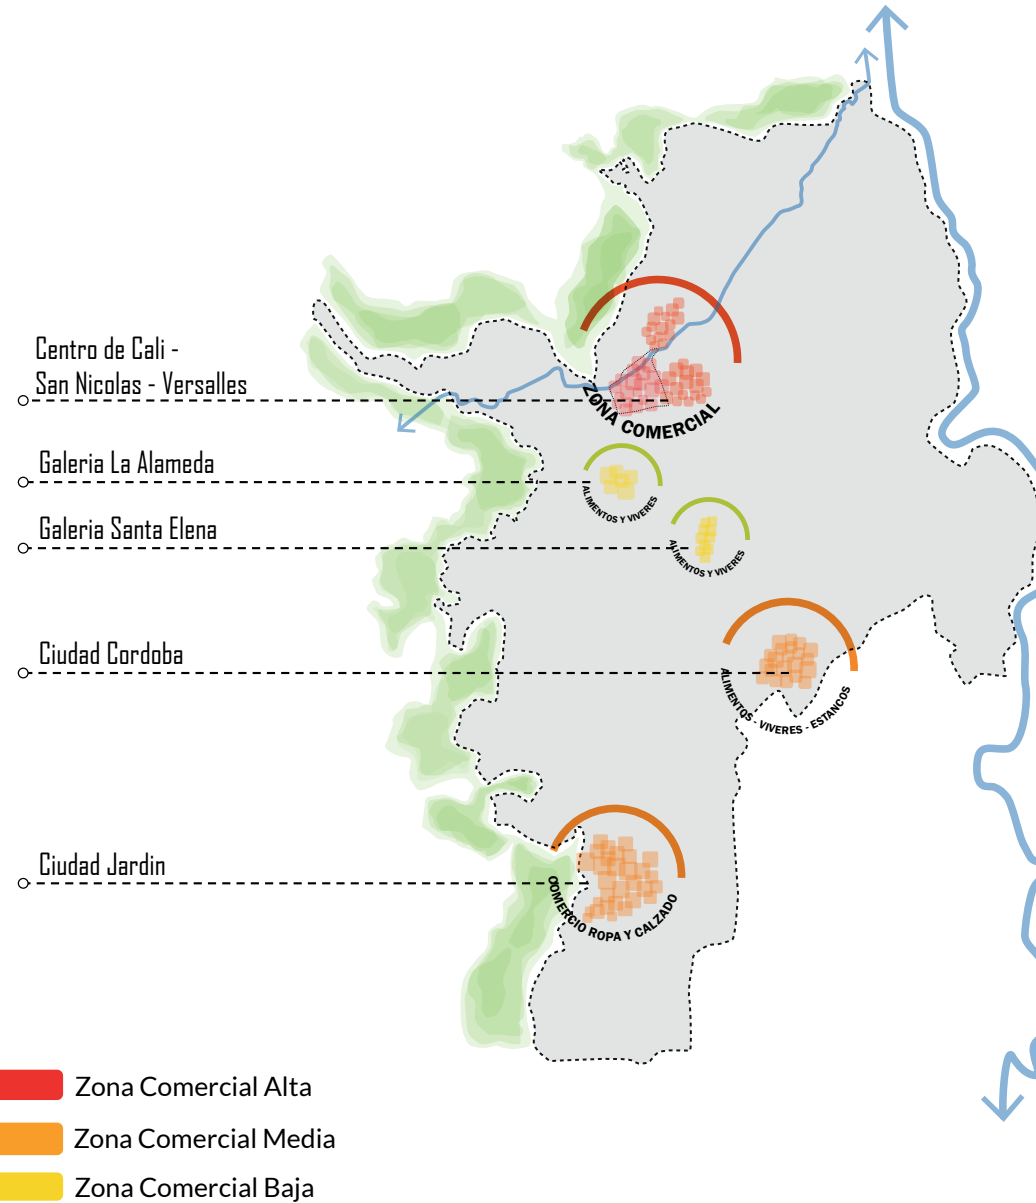 Centro de Cali -
San Nicolas - Versalles
ZONA COMERCIAL
Galeria La Alameda
ALIMENTOS Y VIVERES
Galeria Santa Elena
ALIMENTOS Y VIVERES
Ciudad Cordoba
ALIMENTOS - VIVERES - ESTANCOS
Ciudad Jardin
COMERCIO ROPA Y CALZADO
Zona Comercial Alta
Zona Comercial Media
Zona Comercial Baja